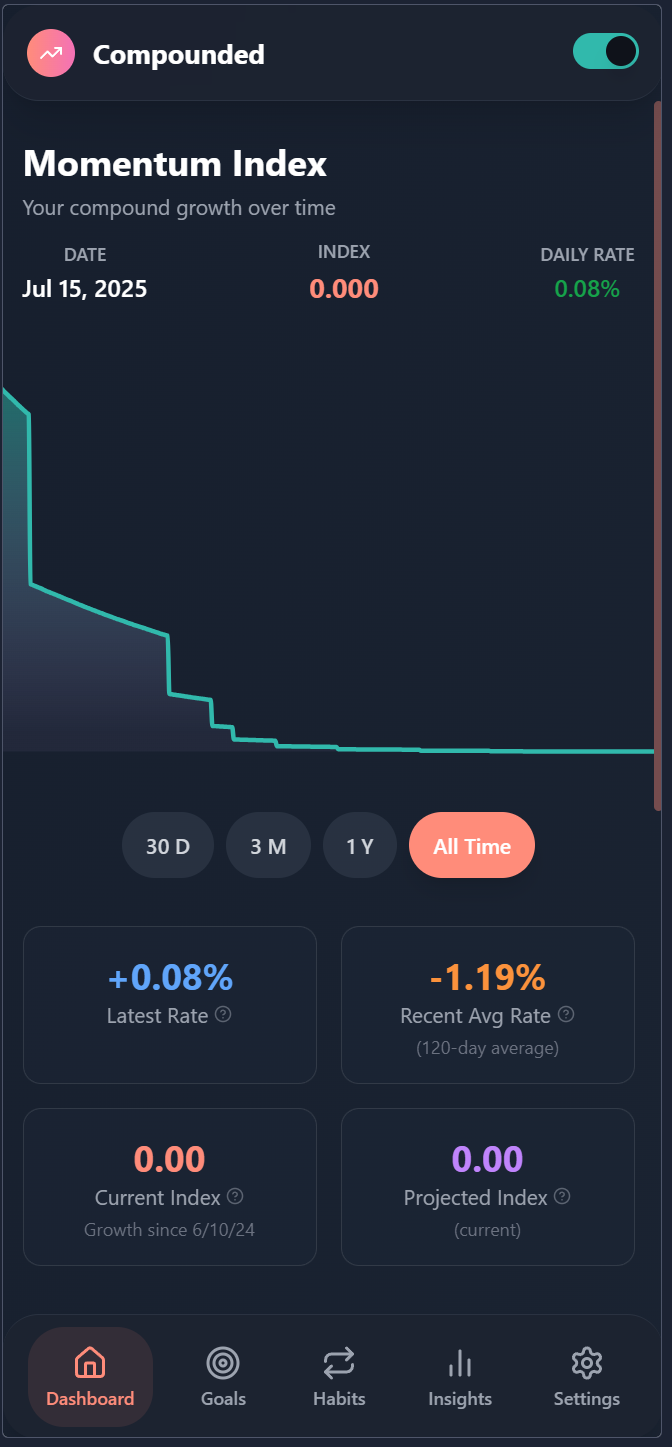 Compounded
Momentum Index
Your compound growth over time
DATE
Jul 15, 2025
INDEX
0.000
DAILY RATE
0.08%
30 D
3 M
1 Y
All Time
+0.08%
Latest Rate
-1.19%
Recent Avg Rate
(120-day average)
0.00
Current Index
Growth since 6/10/24
0.00
Projected Index
(current)
Dashboard
Goals
Habits
Insights
Settings